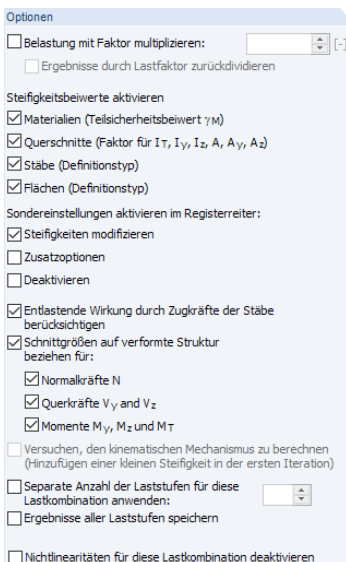 Optionen
Belastung mit Faktor multiplizieren: [-]
Ergebnisse durch Lastfaktor zurückdividieren
Steifigkeitsbeiwerte aktivieren
Materialien (Teilsicherheitsbeiwert γM)
Querschnitte (Faktor für IT, Iy, Iz, A, Ay, Az)
Stäbe (Definitionstyp)
Flächen (Definitionstyp)
Sondereinstellungen aktivieren im Registerreiter:
Steifigkeiten modifizieren
Zusatzoptionen
Deaktivieren
Entlastende Wirkung durch Zugkräfte der Stäbe
berücksichtigen
Schnittgrößen auf verformte Struktur
beziehen für:
Normalkräfte N
Querkräfte Vy and Vz
Momente My, Mz und MT
Versuchen, den kinematischen Mechanismus zu berechnen
(Hinzufügen einer kleinen Steifigkeit in der ersten Iteration)
Separate Anzahl der Laststufen für diese
Lastkombination anwenden:
Ergebnisse aller Laststufen speichern
Nichtlinearitäten für diese Lastkombination deaktivieren